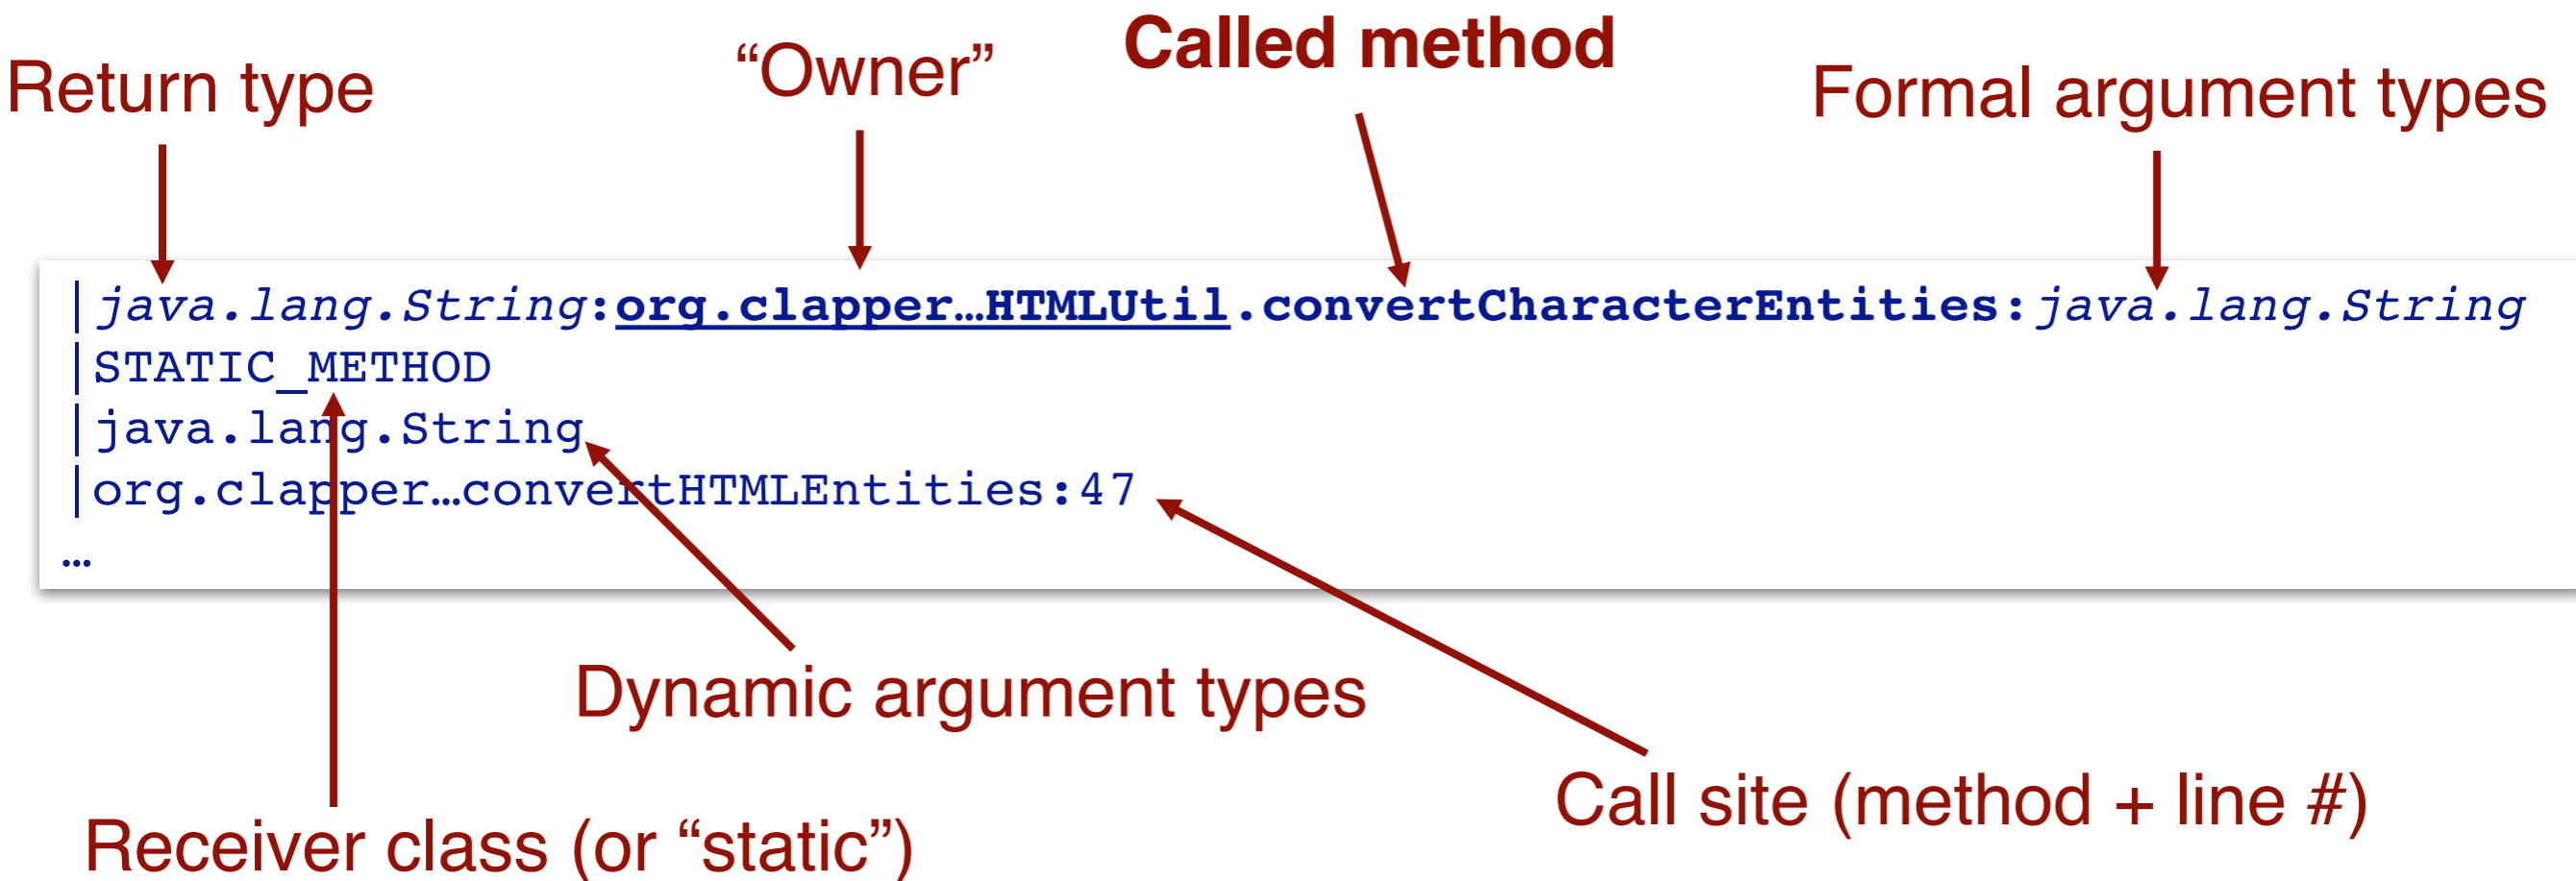 Return type
“Owner”
Called method
Formal argument types
|java.lang.String:org.clapper…HTMLUtil.convertCharacterEntities:java.lang.String
|STATIC_METHOD
|java.lang.String
|org.clapper…convertHTMLEntities:47
…
Dynamic argument types
Call site (method + line #)
Receiver class (or “static”)